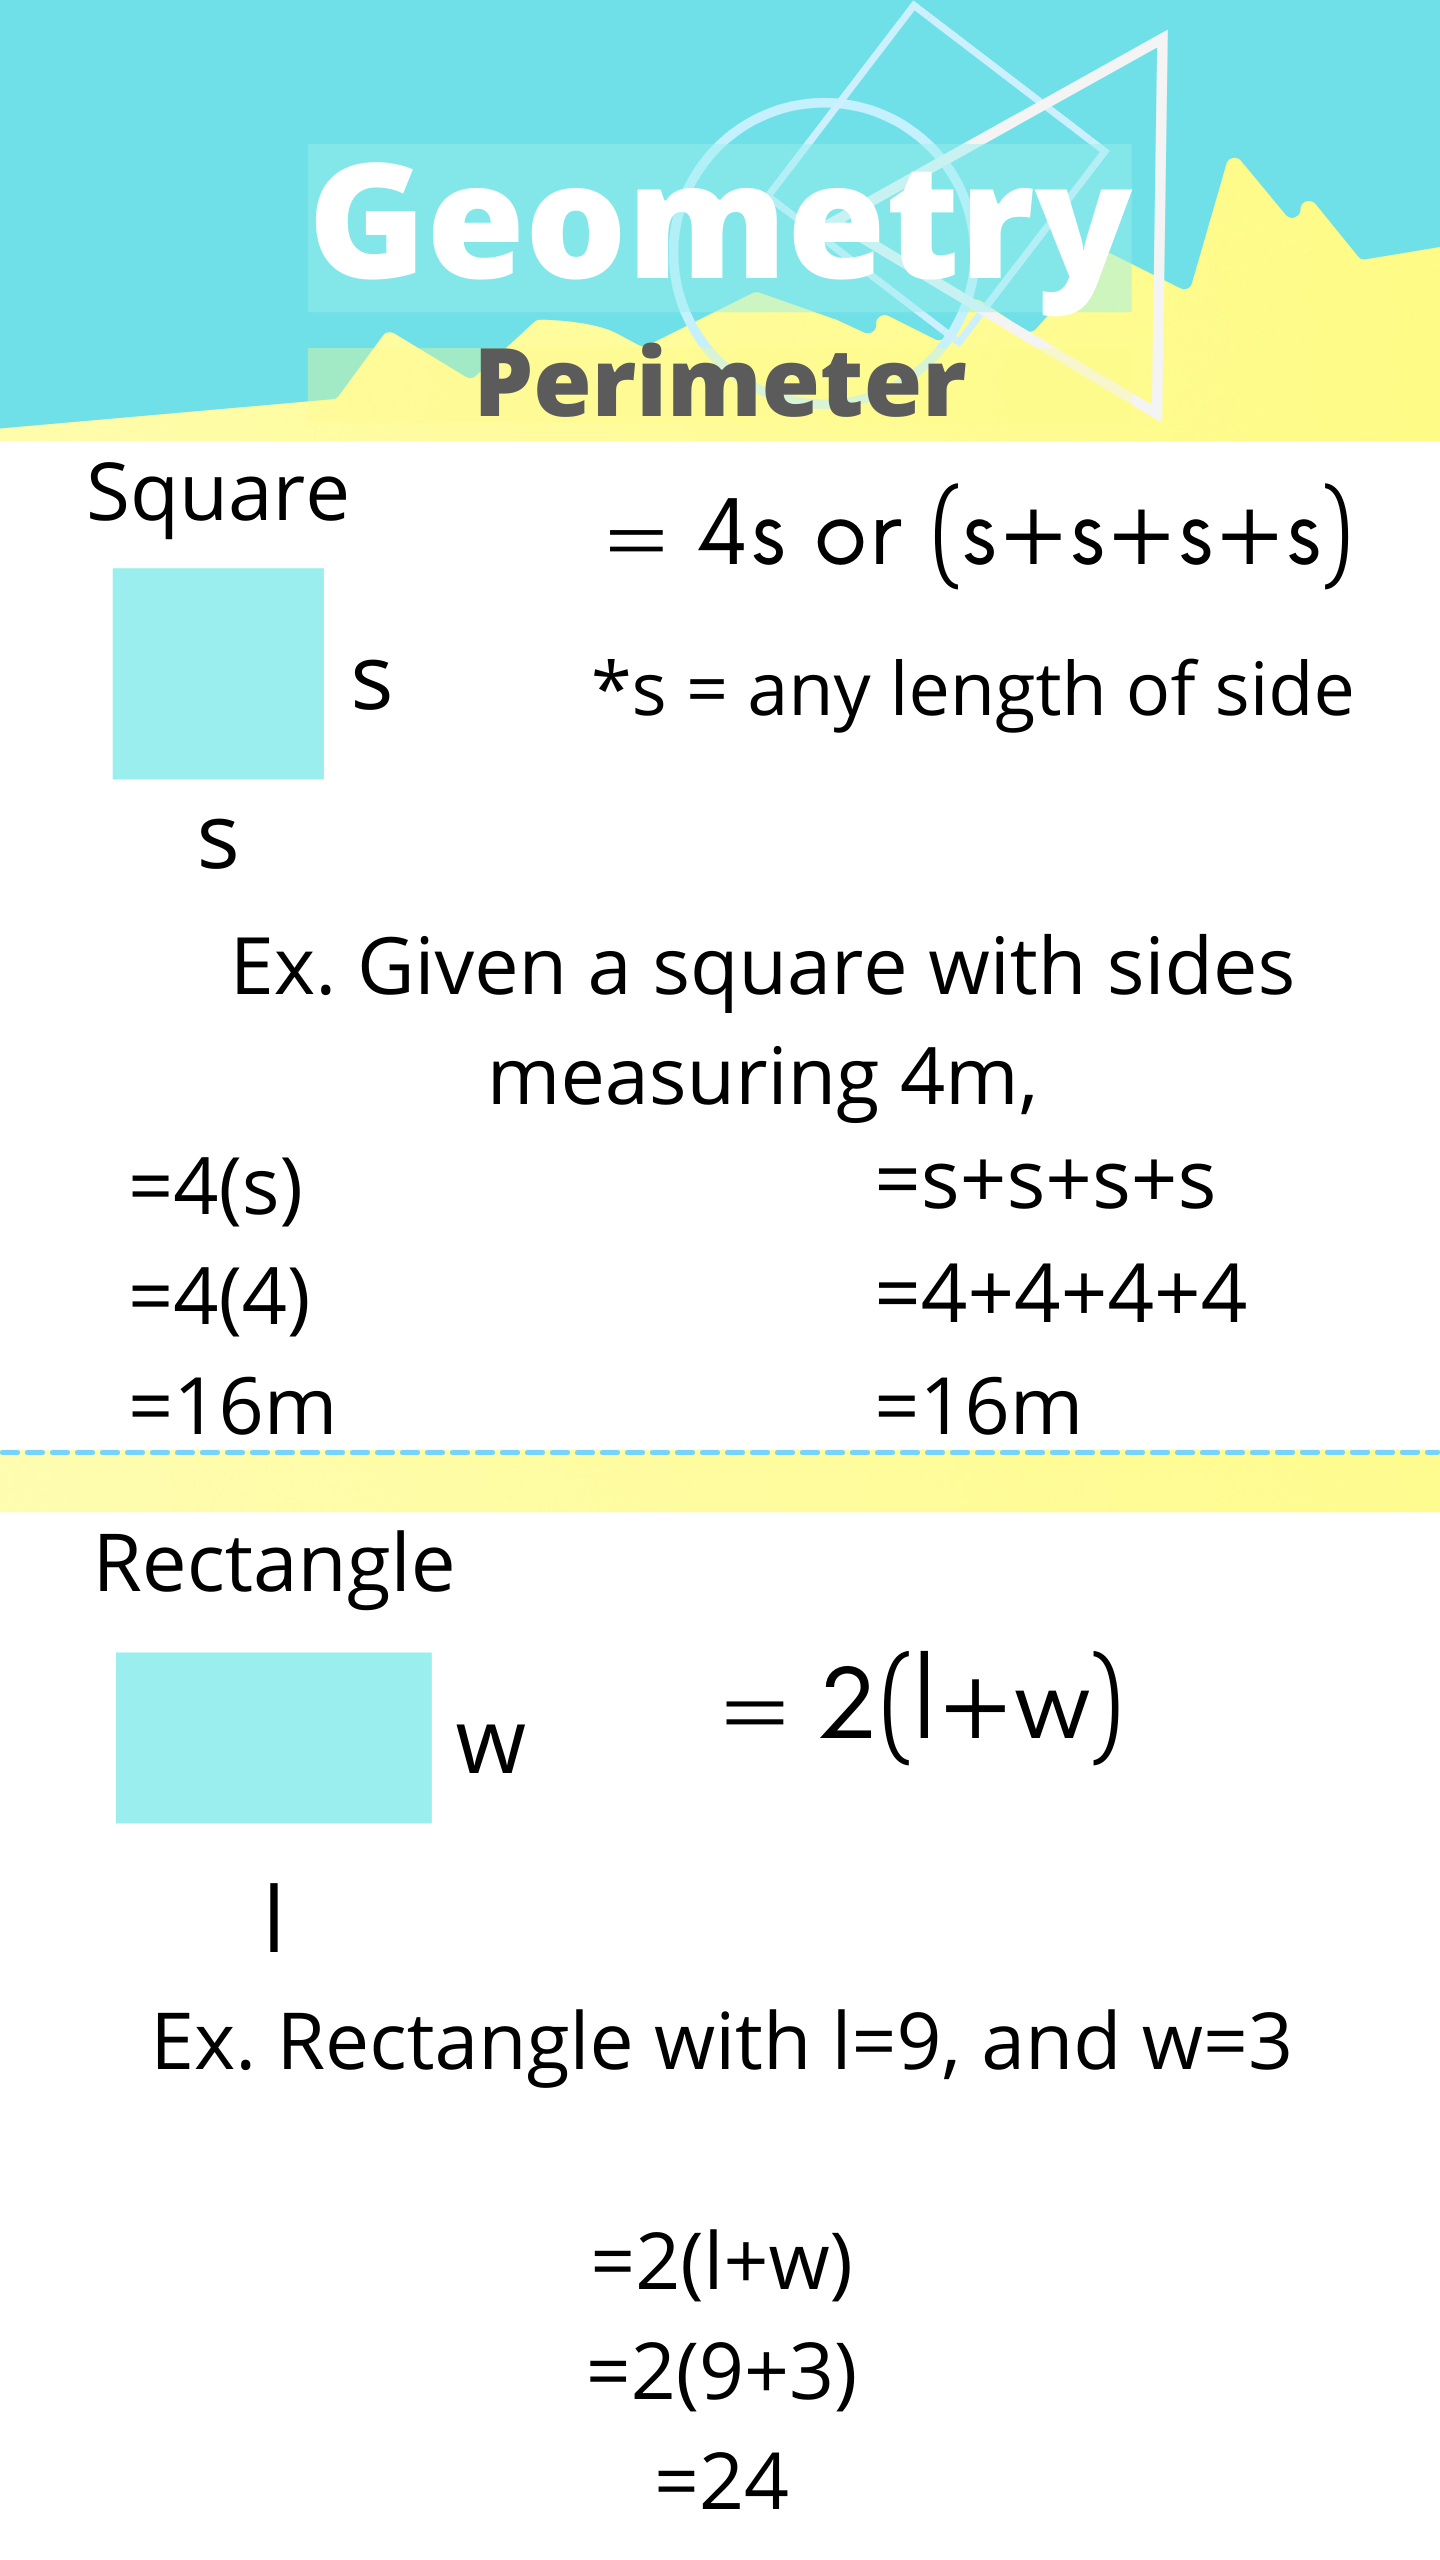 Geometry
Perimeter
Square
= 4s or (s+s+s+s)
s
*s = any length of side
s
Ex. Given a square with sides
measuring 4m,
=4(s)
=4(4)
=16m
=s+s+s+s
=4+4+4+4
=16m
Rectangle
w
= 2(l+w)
l
Ex. Rectangle with l=9, and w=3
=2(l+w)
=2(9+3)
=24